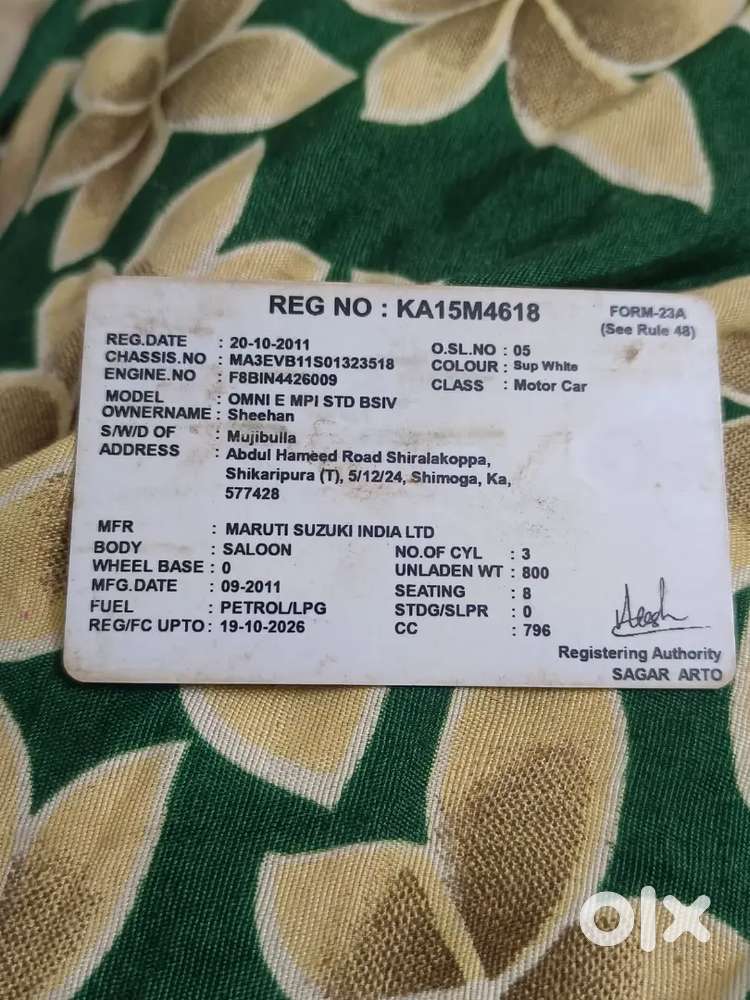 REG NO : KA15M4618
FORM-23A
(See Rule 48)
REG.DATE : 20-10-2011
O.SL.NO : 05
CHASSIS.NO : MA3EVB11S01323518
COLOUR : Sup White
ENGINE.NO : F8BIN4426009
CLASS : Motor Car
MODEL : OMNI E MPI STD BSIV
OWNERNAME : Sheehan
S/W/D OF : Mujibulla
ADDRESS : Abdul Hameed Road Shiralakoppa,
Shikaripura (T), 5/12/24, Shimoga, Ka,
577428
MFR : MARUTI SUZUKI INDIA LTD
BODY : SALOON
NO.OF CYL : 3
WHEEL BASE : 0
UNLADEN WT : 800
MFG.DATE : 09-2011
SEATING : 8
FUEL : PETROL/LPG
STDG/SLPR : 0
REG/FC UPTO : 19-10-2026
CC : 796
Registering Authority
SAGAR ARTO
olx